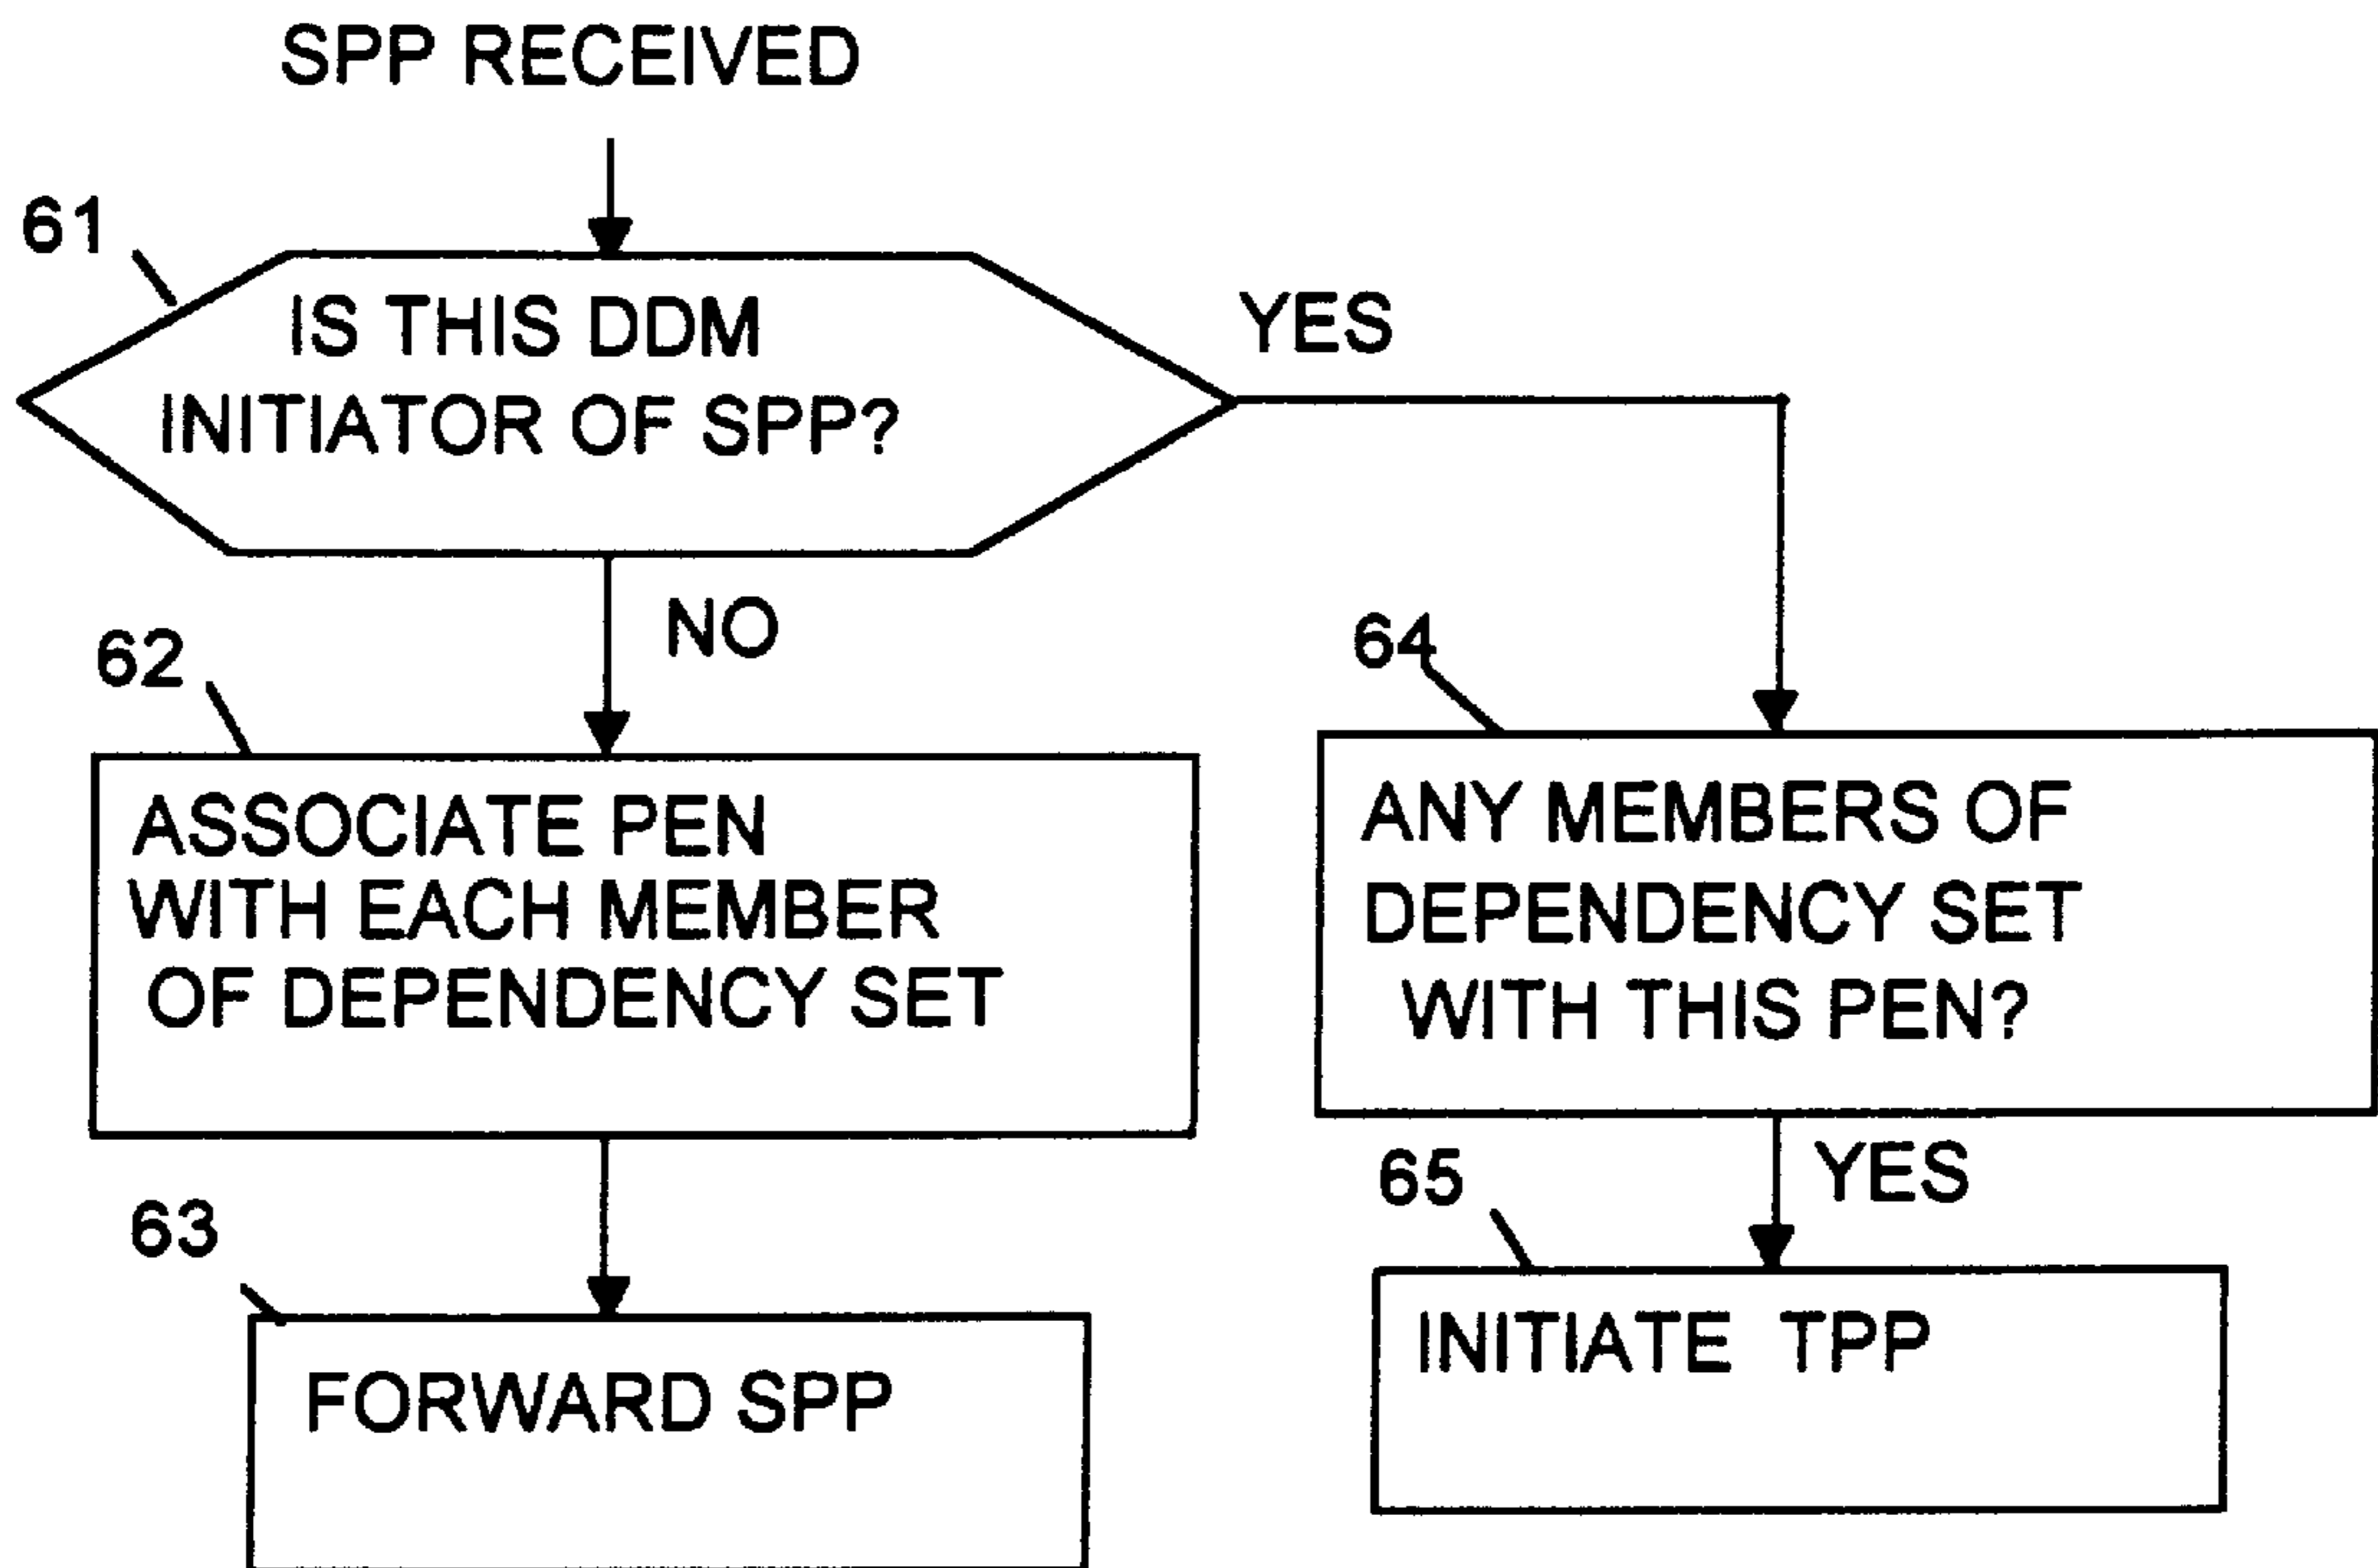 SPP RECEIVED
61
IS THIS DDM
INITIATOR OF SPP?
YES
NO
62
ASSOCIATE PEN
WITH EACH MEMBER
OF DEPENDENCY SET
63
FORWARD SPP
64
ANY MEMBERS OF
DEPENDENCY SET
WITH THIS PEN?
YES
65
INITIATE TPP